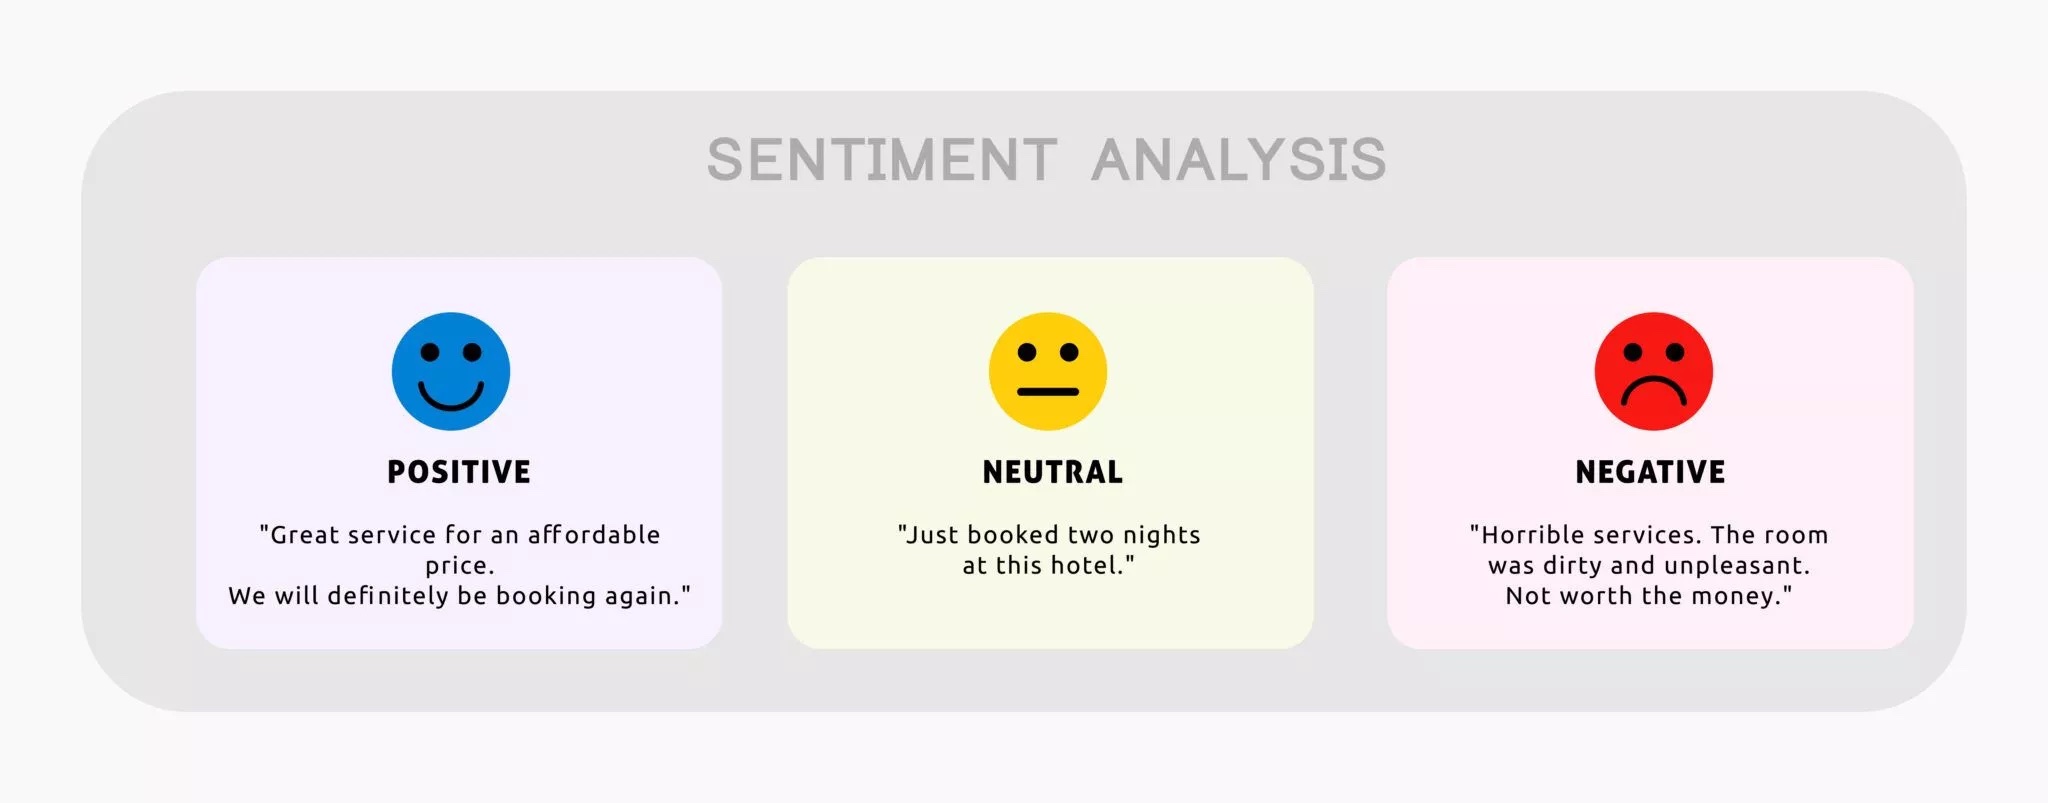 SENTIMENT ANALYSIS
POSITIVE
"Great service for an affordable
price.
We will definitely be booking again."
NEUTRAL
"Just booked two nights
at this hotel."
NEGATIVE
"Horrible services. The room
was dirty and unpleasant.
Not worth the money."